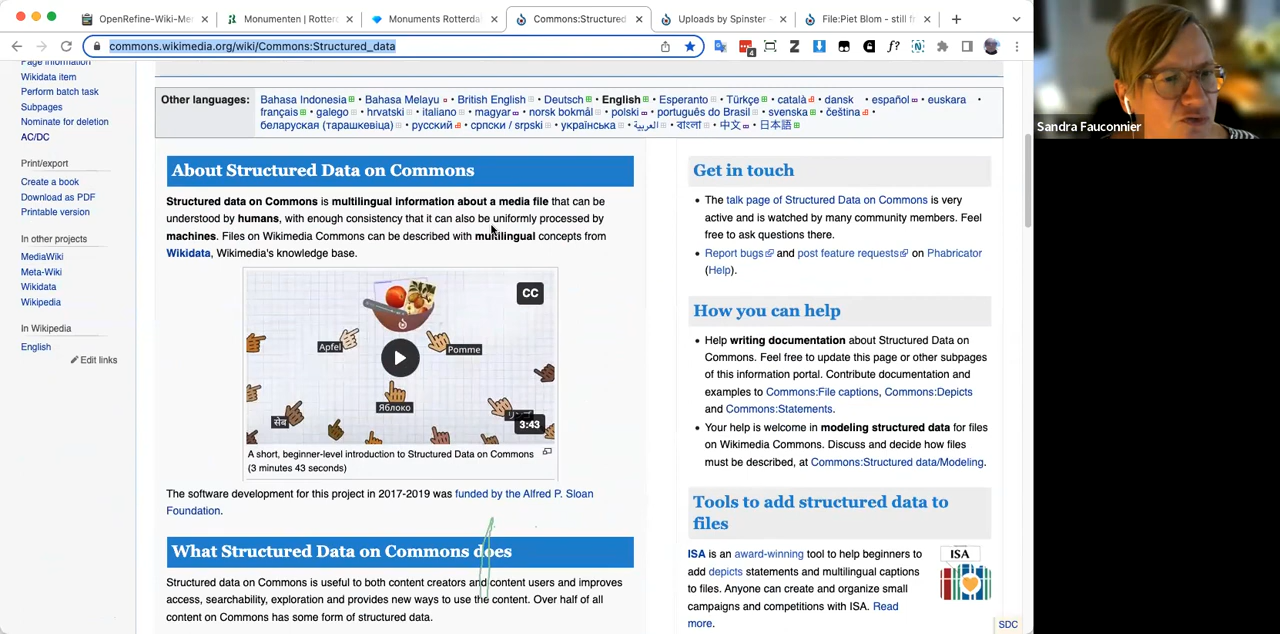 OpenRefine-Wiki-Me
Monumenten | Rotter
Monuments Rotterda
Commons:Structured
Uploads by Spinster -
File:Piet Blom - still f
commons.wikimedia.org/wiki/Commons:Structured_data
4
f?
N
Page information
Wikidata item
Perform batch task
Subpages
Nominate for deletion
AC/DC
Print/export
Create a book
Download as PDF
Printable version
In other projects
MediaWiki
Meta-Wiki
Wikidata
Wikipedia
In Wikipedia
English
Edit links
Other languages:
Bahasa Indonesia • Bahasa Melayu • British English • Deutsch • English • Esperanto • Türkçe • català • dansk • español • euskara •
français • galego • hrvatski • italiano • magyar • norsk bokmål • polski • português do Brasil • svenska • čeština •
беларуская (тарашкевіца) • русский • српски / srpski • українська • العربية • বাংলা • 中文 • 日本語
About Structured Data on Commons
Structured data on Commons is multilingual information about a media file that can be
understood by humans, with enough consistency that it can also be uniformly processed by
machines. Files on Wikimedia Commons can be described with multilingual concepts from
Wikidata, Wikimedia's knowledge base.
CC
Apfel
Pomme
Яблоко
सेब
3:43
A short, beginner-level introduction to Structured Data on Commons
(3 minutes 43 seconds)
The software development for this project in 2017-2019 was funded by the Alfred P. Sloan
Foundation.
What Structured Data on Commons does
Structured data on Commons is useful to both content creators and content users and improves
access, searchability, exploration and provides new ways to use the content. Over half of all
content on Commons has some form of structured data.
Get in touch
• The talk page of Structured Data on Commons is very
active and is watched by many community members. Feel
free to ask questions there.
• Report bugs and post feature requests on Phabricator
(Help).
How you can help
• Help writing documentation about Structured Data on
Commons. Feel free to update this page or other subpages
of this information portal. Contribute documentation and
examples to Commons:File captions, Commons:Depicts
and Commons:Statements.
• Your help is welcome in modeling structured data for files
on Wikimedia Commons. Discuss and decide how files
must be described, at Commons:Structured data/Modeling.
Tools to add structured data to
files
ISA is an award-winning tool to help beginners to
add depicts statements and multilingual captions
to files. Anyone can create and organize small
campaigns and competitions with ISA. Read
more.
ISA
SDC
Sandra Fauconnier